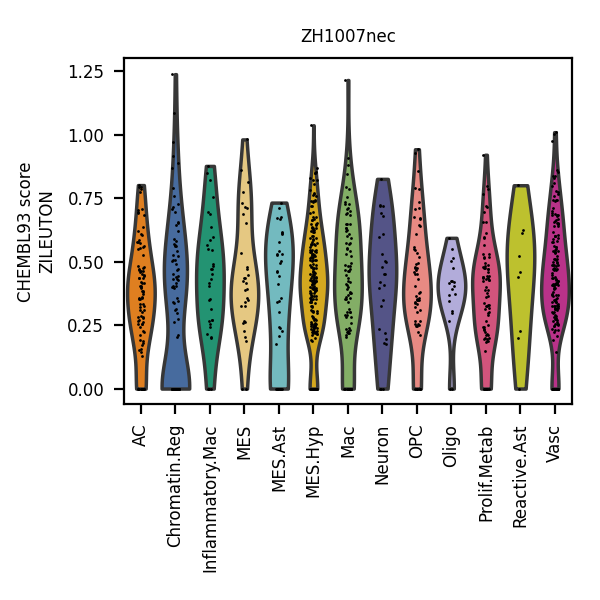 ZH1007nec
CHEMBL93 score
ZILEUTON
1.25
1.00
0.75
0.50
0.25
0.00
AC
Chromatin.Reg
Inflammatory.Mac
MES
MES.Ast
MES.Hyp
Mac
Neuron
OPC
Oligo
Prolif.Metab
Reactive.Ast
Vasc